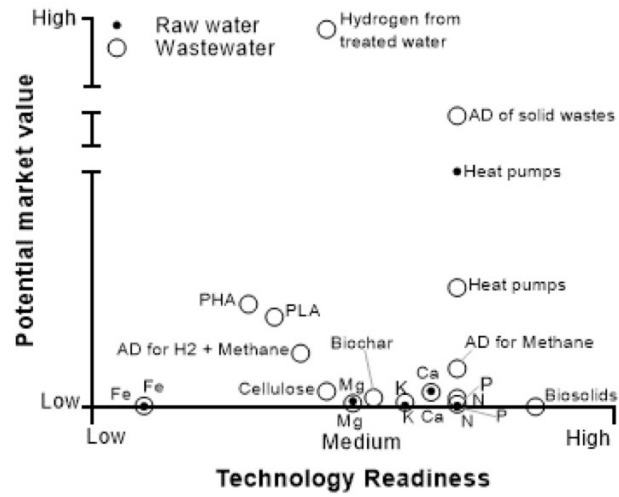 High
Raw water
Wastewater
Hydrogen from
treated water
AD of solid wastes
Heat pumps
Potential market value
Heat pumps
PHA
PLA
Biochar
AD for Methane
AD for H2 + Methane
Cellulose
Mg
K
Ca
P
Fe
Fe
N
Biosolids
Low
Mg
K
Ca
N
P
Low
Medium
High
Technology Readiness